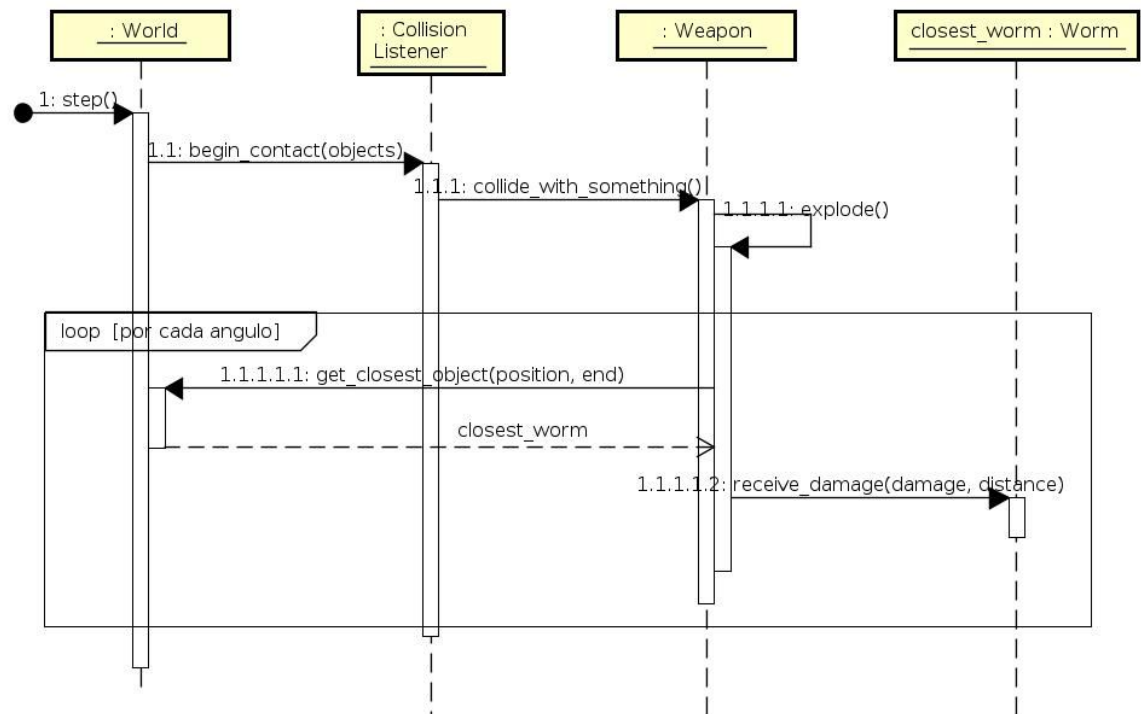 : World
: Collision
Listener
: Weapon
closest_worm : Worm
1: step()
1.1: begin_contact(objects)
1.1.1: collide_with_something()
1.1.1.1: explode()
loop [por cada angulo]
1.1.1.1.1: get_closest_object(position, end)
closest_worm
1.1.1.1.2: receive_damage(damage, distance)